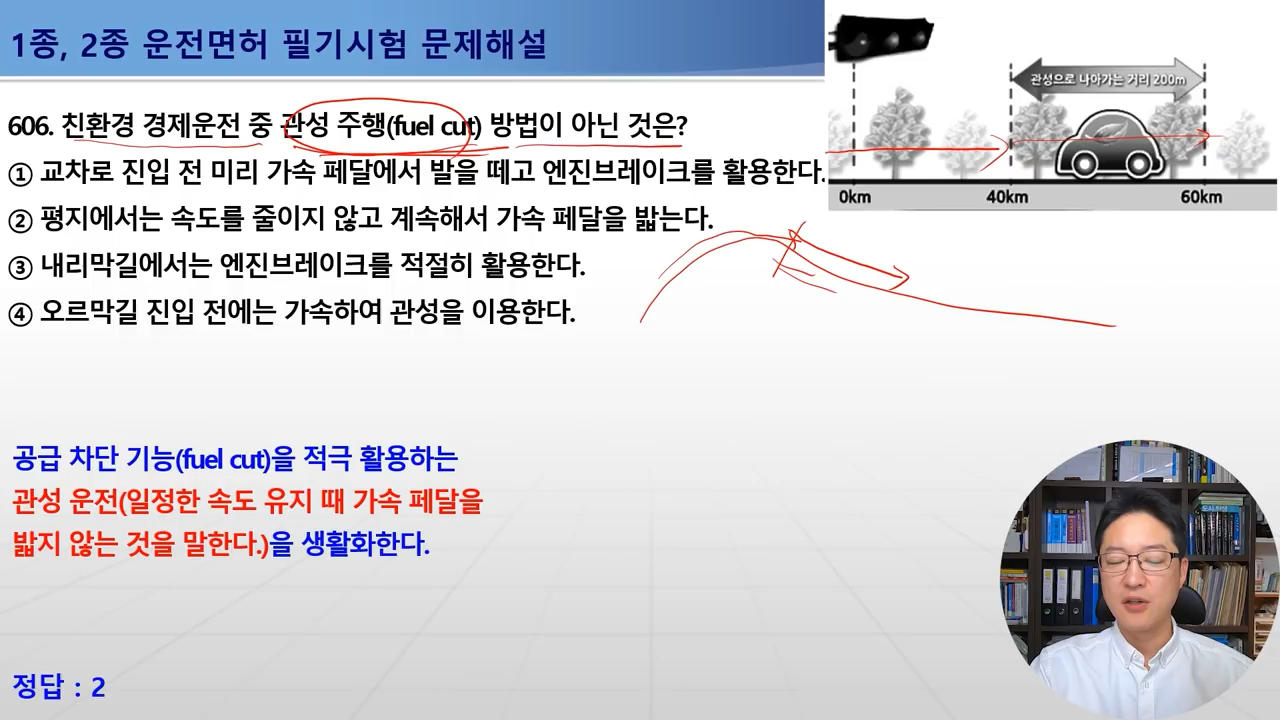 1종, 2종 운전면허 필기시험 문제해설
관성으로 나아가는 거리 200m
0km 40km 60km
606. 친환경 경제운전 중 관성 주행(fuel cut) 방법이 아닌 것은?
① 교차로 진입 전 미리 가속 페달에서 발을 떼고 엔진브레이크를 활용한다.
② 평지에서는 속도를 줄이지 않고 계속해서 가속 페달을 밟는다.
③ 내리막길에서는 엔진브레이크를 적절히 활용한다.
④ 오르막길 진입 전에는 가속하여 관성을 이용한다.
공급 차단 기능(fuel cut)을 적극 활용하는
관성 운전(일정한 속도 유지 때 가속 페달을
밟지 않는 것을 말한다.)을 생활화한다.
정답 : 2